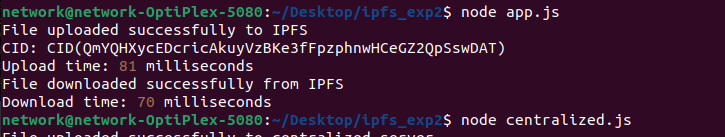 network@network-OptiPlex-5080:~/Desktop/ipfs_exp2$ node app.js
File uploaded successfully to IPFS
CID: CID(QmYQHXycEDcricAkuyVzBKe3fFpzphnwHCeGZ2QpSswDAT)
Upload time: 81 milliseconds
File downloaded successfully from IPFS
Download time: 70 milliseconds
network@network-OptiPlex-5080:~/Desktop/ipfs_exp2$ node centralized.js
File uploaded successfully to centralized server